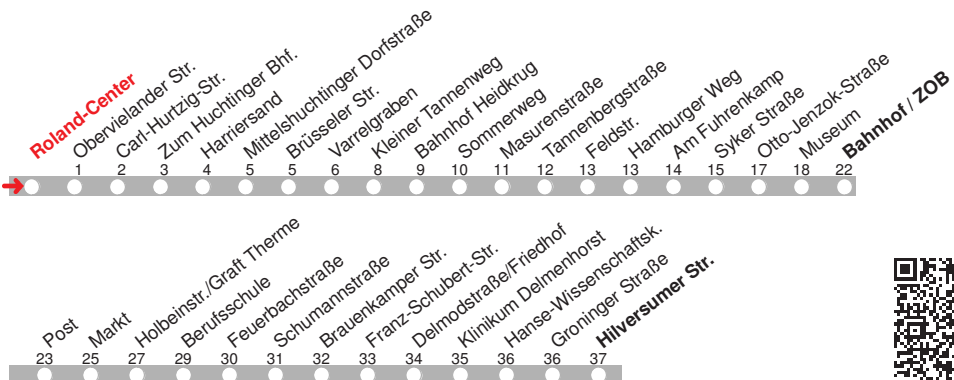 Roland-Center
Obervielander Str.
Carl-Hurtzig-Str.
Zum Huchtinger Bhf.
Harriersand
Mittelshuchtinger Dorfstraße
Brüsseler Str.
Varrelgraben
Kleiner Tannenweg
Bahnhof Heidkrug
Sommerweg
Masurenstraße
Tannenbergstraße
Feldstr.
Hamburger Weg
Am Fuhrenkamp
Syker Straße
Otto-Jenzok-Straße
Museum
Bahnhof / ZOB
1 2 3 4 5 5 6 8 9 10 11 12 13 13 14 15 17 18 22
Post
Markt
Holbeinstr./Graft Therme
Berufsschule
Feuerbachstraße
Schumannstraße
Brauenkamper Str.
Franz-Schubert-Str.
Delmodstraße/Friedhof
Klinikum Delmenhorst
Hanse-Wissenschaftsk.
Groninger Straße
Hilversumer Str.
23 25 27 29 30 31 32 33 34 35 36 36 37